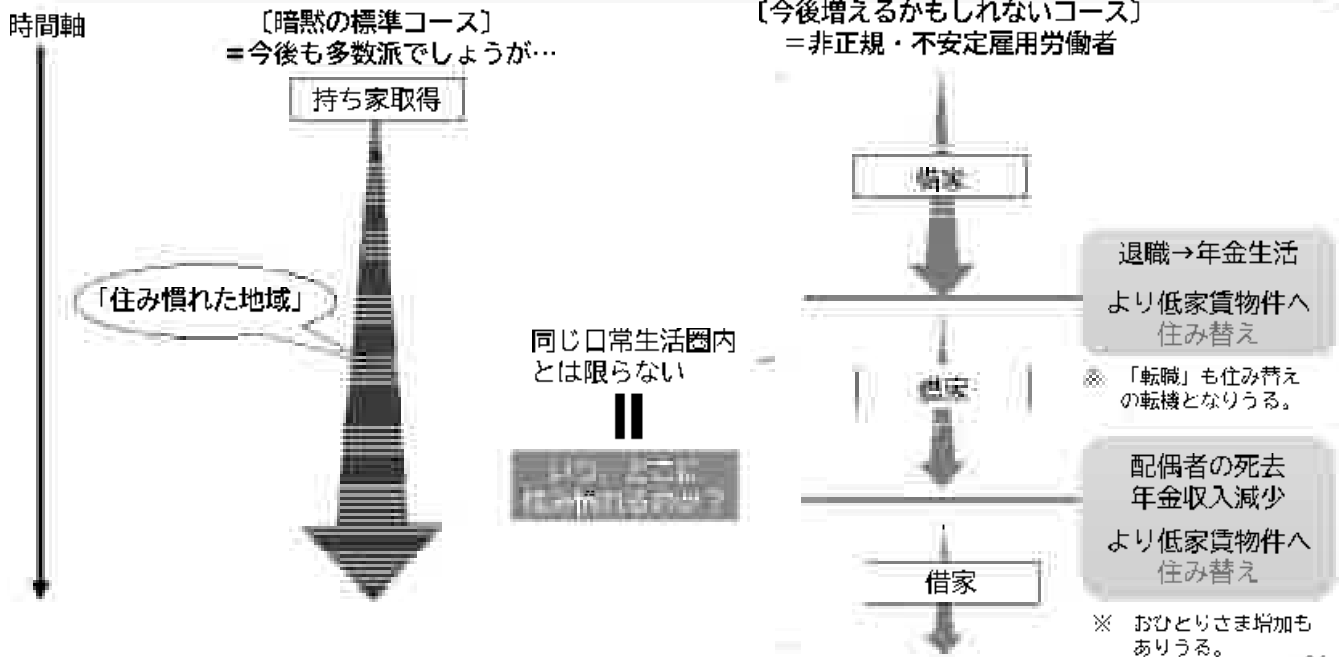 時間軸
〔暗黙の標準コース〕
＝今後も多数派でしょうが…
持ち家取得
「住み慣れた地域」
同じ日常生活圏内
とは限らない
〔今後増えるかもしれないコース〕
＝非正規・不安定雇用労働者
借家
退職→年金生活
より低家賃物件へ
住み替え
借家
※ 「転職」も住み替え
の転機となりうる。
配偶者の死去
年金収入減少
より低家賃物件へ
住み替え
借家
※ おひとりさま増加も
ありうる。